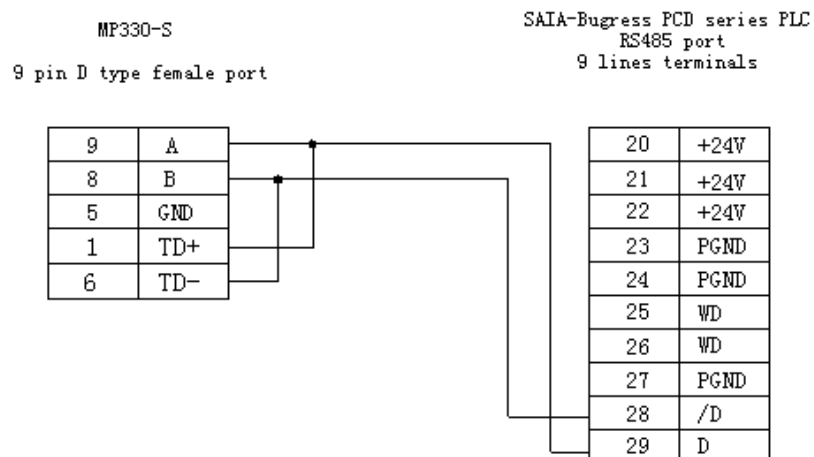 MP330-S
9 pin D type female port
SAIA-Bugress PCD series PLC
RS485 port
9 lines terminals
9 A
8 B
5 GND
1 TD+
6 TD-
20 +24V
21 +24V
22 +24V
23 PGND
24 PGND
25 WD
26 WD
27 PGND
28 /D
29 D